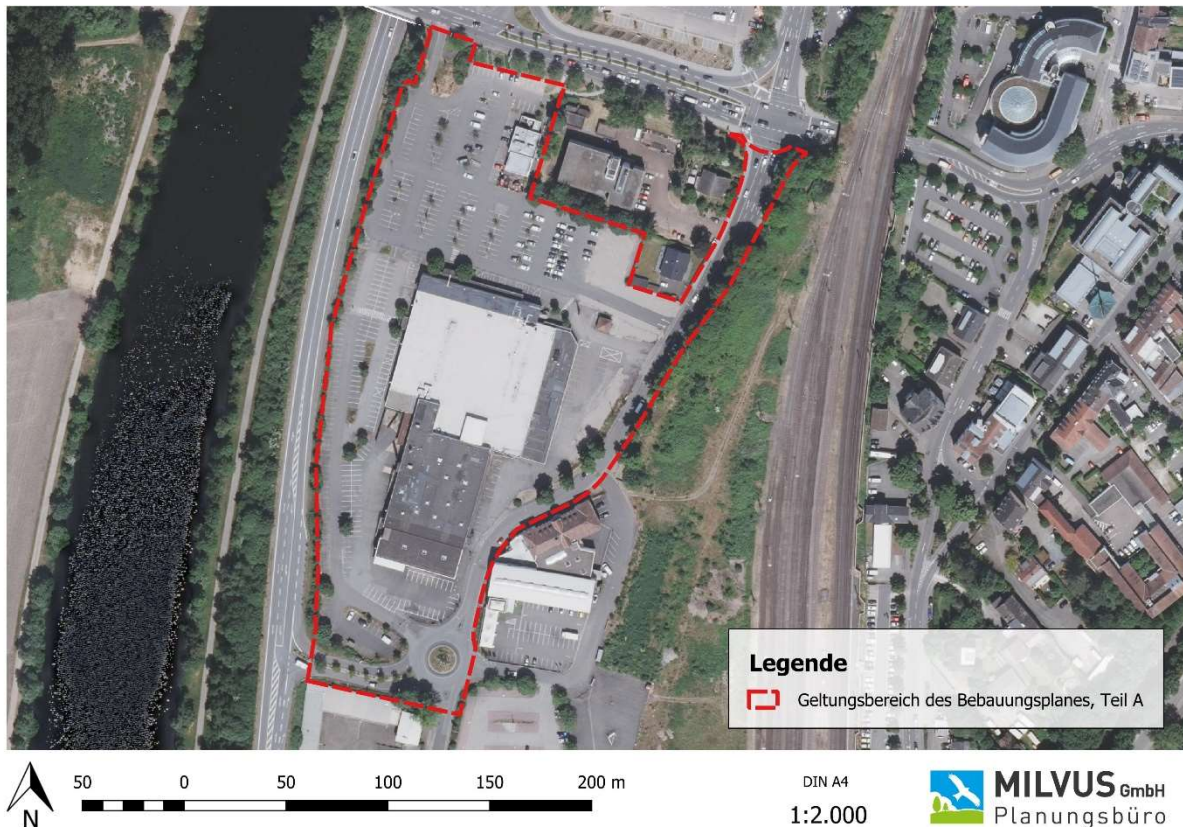 Legende
Geltungsbereich des Bebauungsplanes, Teil A
N
50 0 50 100 150 200 m
DIN A4
1:2.000
MILVUS GmbH
Planungsbüro